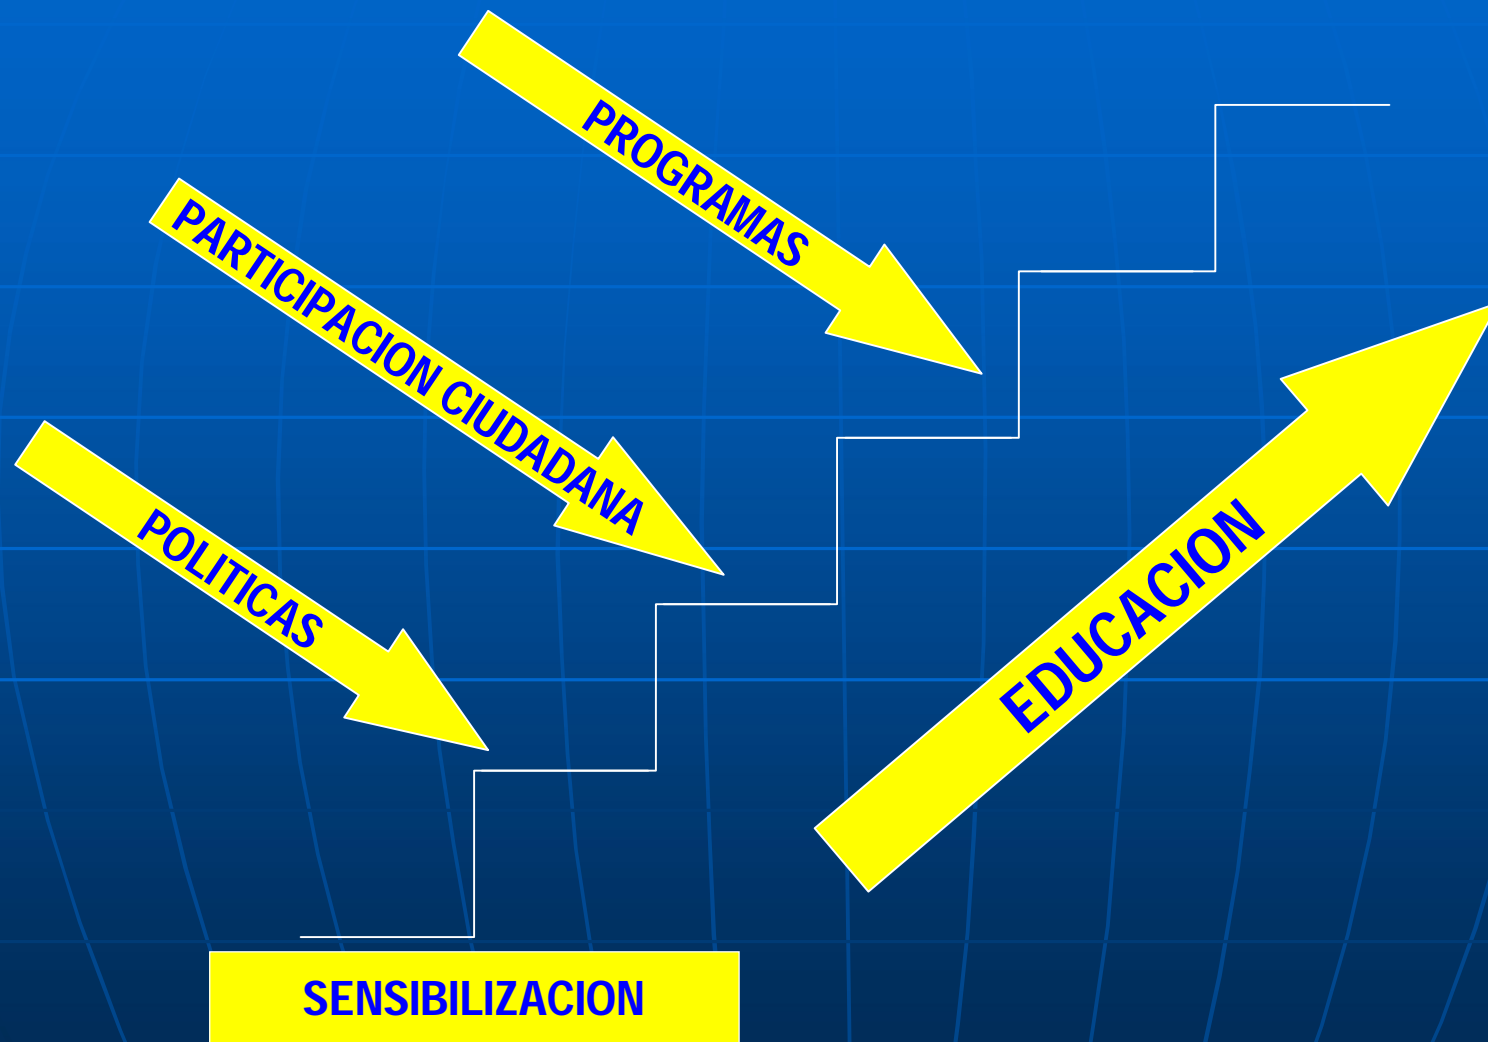 PROGRAMAS
PARTICIPACION CIUDADANA
POLITICAS
EDUCACION
SENSIBILIZACION